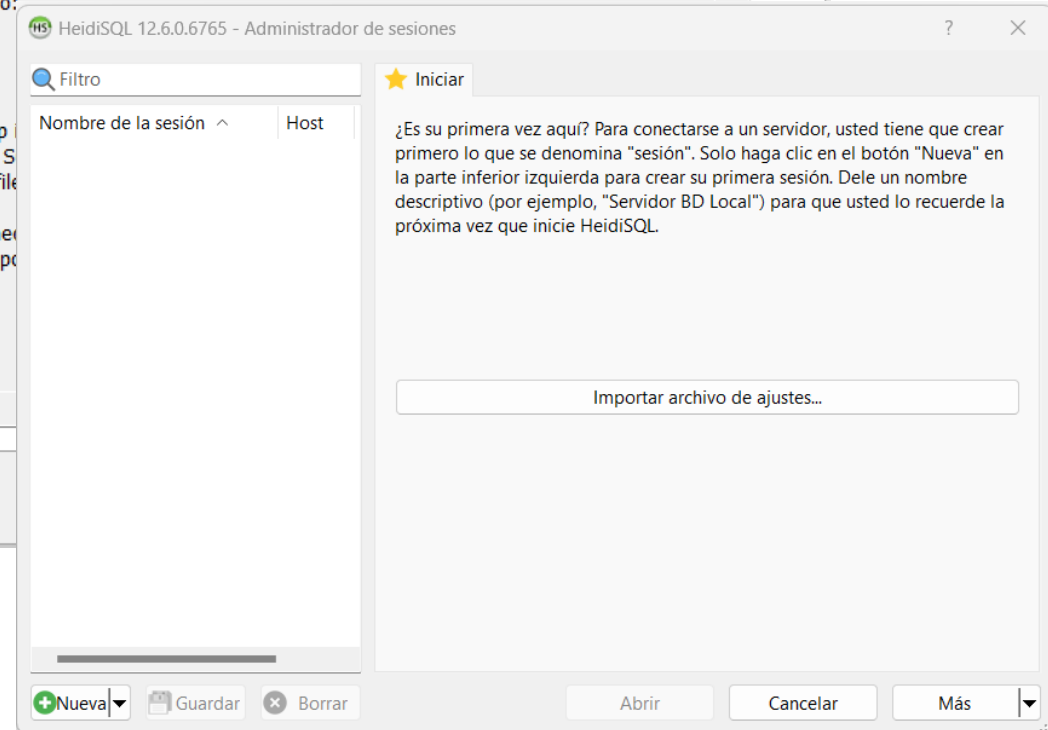 HeidiSQL 12.6.0.6765 - Administrador de sesiones
?
Filtro
Iniciar
Nombre de la sesión
Host
¿Es su primera vez aquí? Para conectarse a un servidor, usted tiene que crear
primero lo que se denomina "sesión". Solo haga clic en el botón "Nueva" en
la parte inferior izquierda para crear su primera sesión. Dele un nombre
descriptivo (por ejemplo, "Servidor BD Local") para que usted lo recuerde la
próxima vez que inicie HeidiSQL.
Importar archivo de ajustes...
Nueva
Guardar
Borrar
Abrir
Cancelar
Más